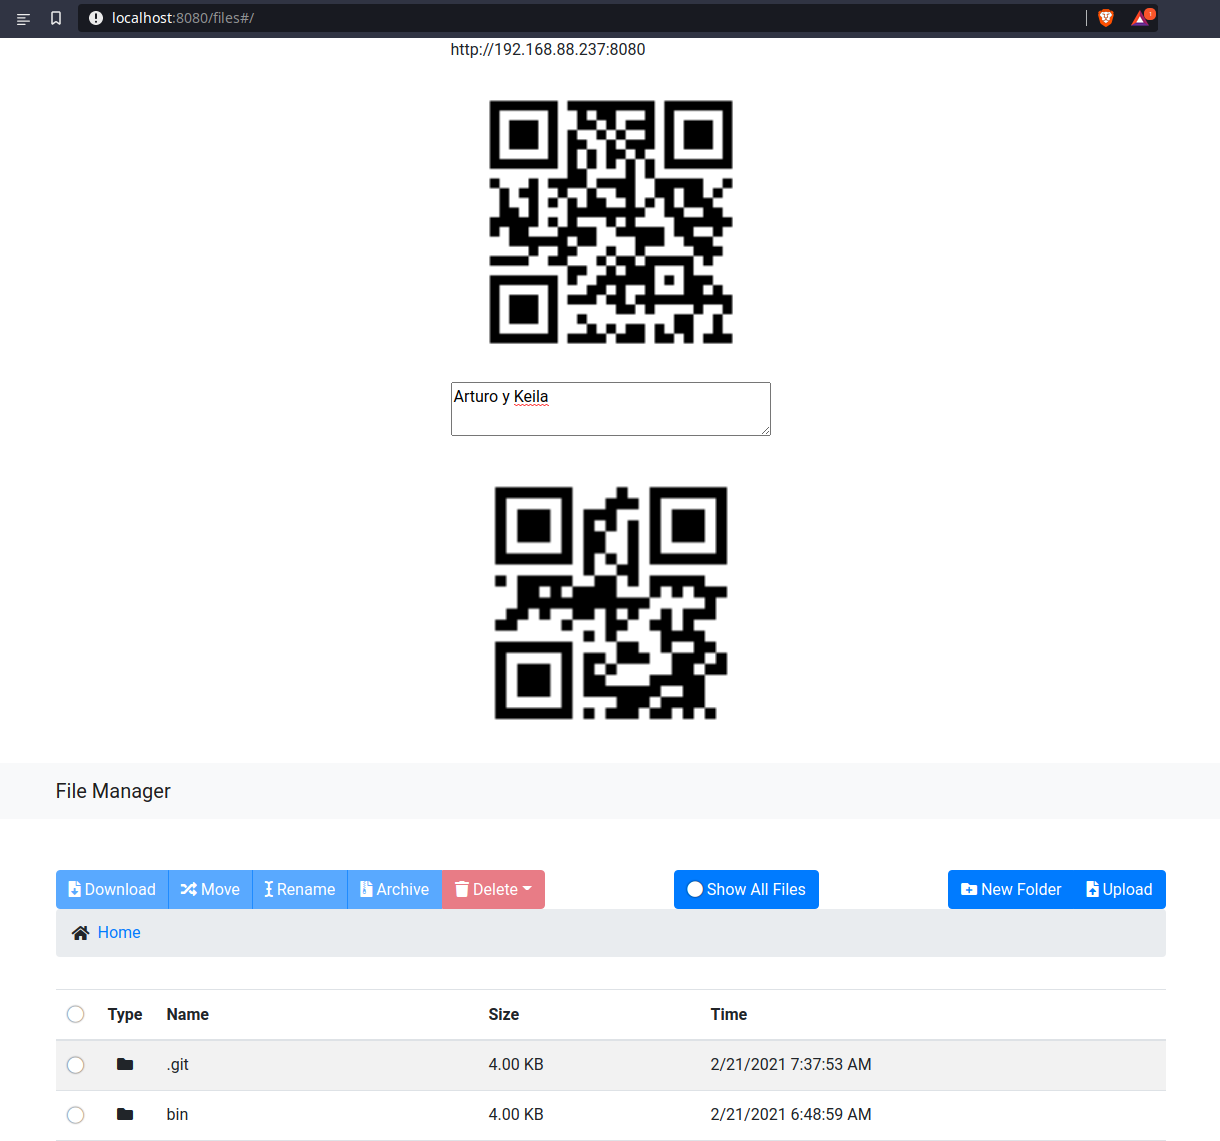 localhost:8080/files#/
1
http://192.168.88.237:8080
Arturo y Keila
File Manager
Download Move Rename Archive Delete Show All Files New Folder Upload
Home
Type Name Size Time
.git 4.00 KB 2/21/2021 7:37:53 AM
bin 4.00 KB 2/21/2021 6:48:59 AM